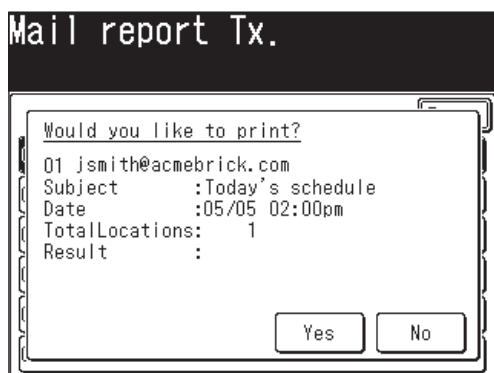 Mail report Tx.
Would you like to print?
01 jsmith@acmebrick.com
Subject :Today's schedule
Date :05/05 02:00pm
TotalLocations: 1
Result :
Yes No